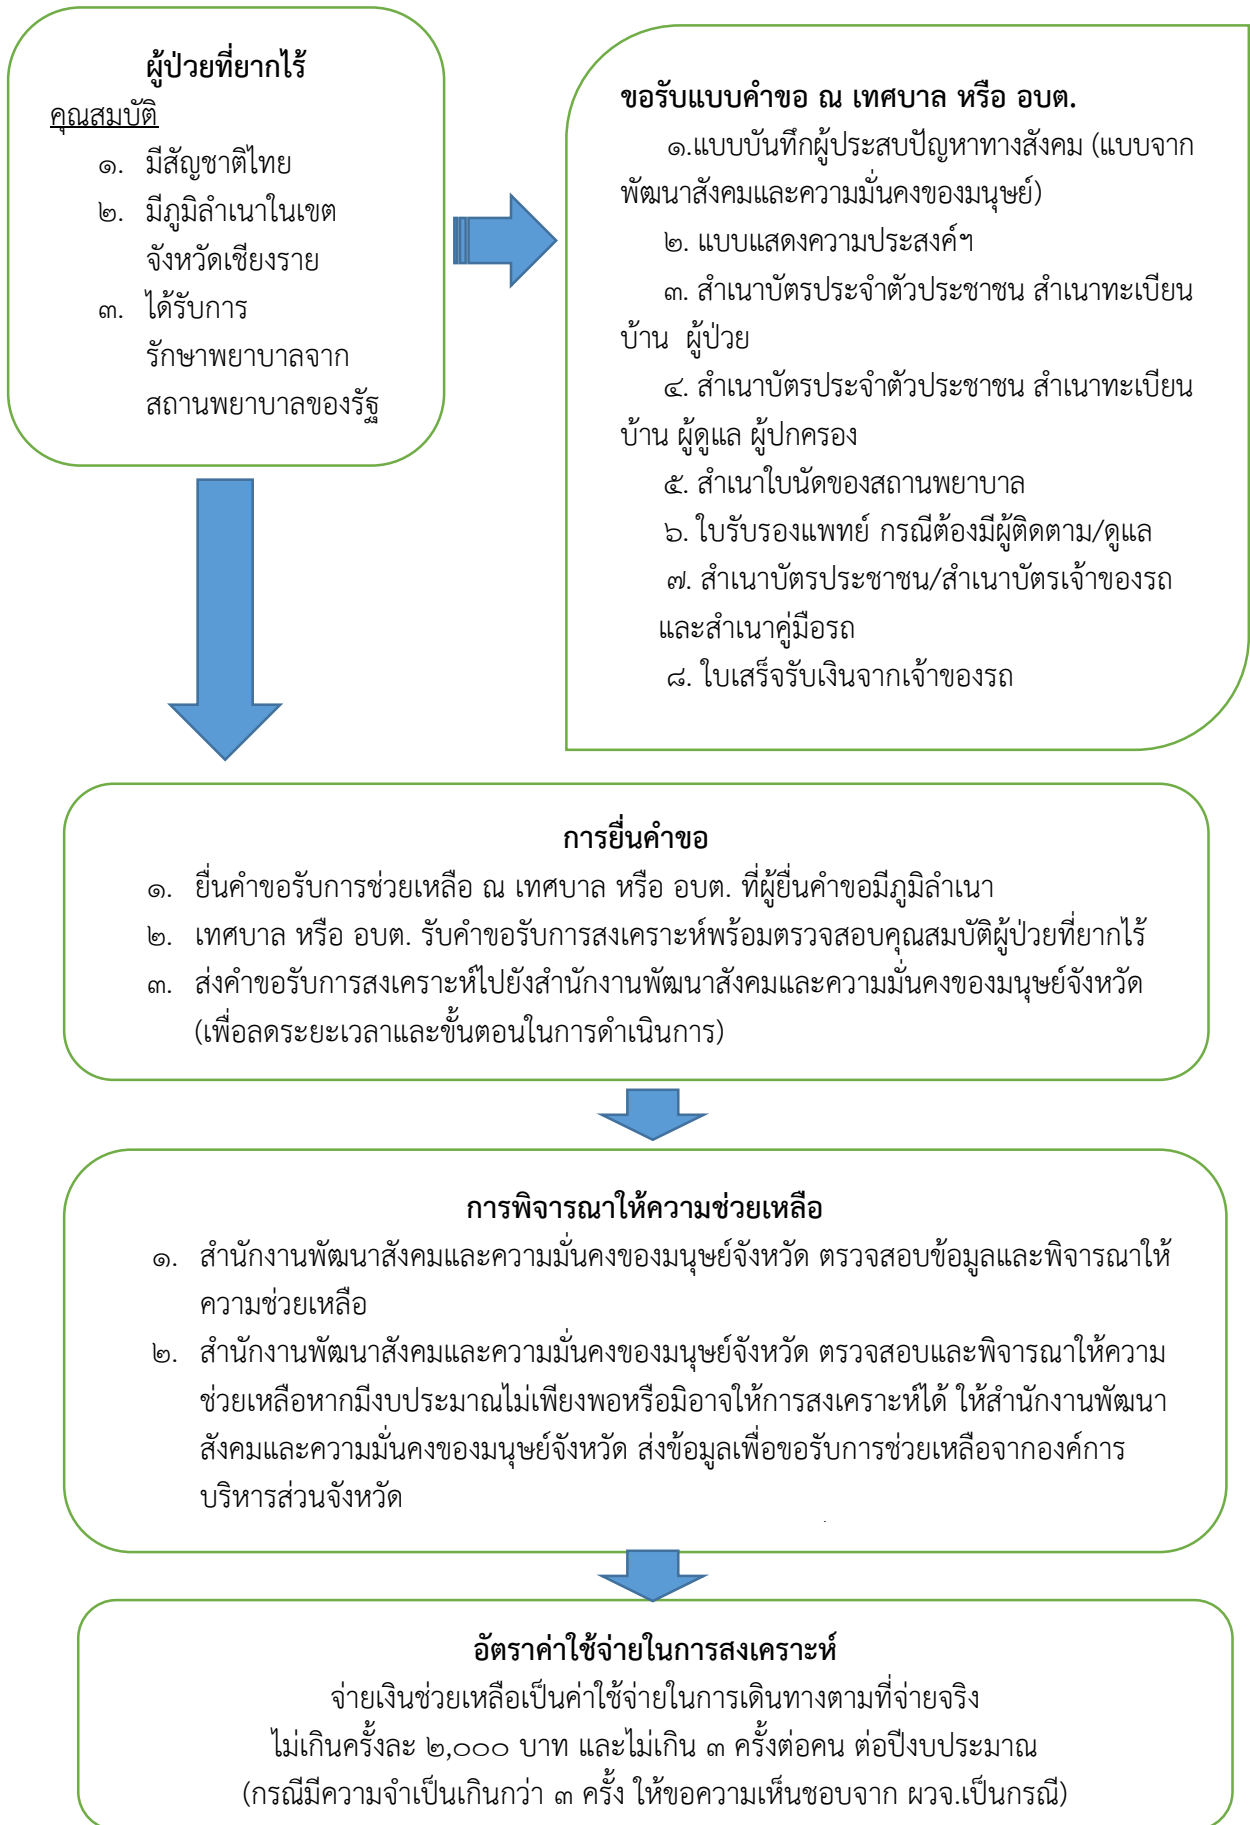 ผู้ป่วยที่ยากไร้
คุณสมบัติ
๑. มีสัญชาติไทย
๒. มีภูมิลำเนาในเขต
จังหวัดเชียงราย
๓. ได้รับการ
รักษาพยาบาลจาก
สถานพยาบาลของรัฐ
ขอรับแบบคำขอ ณ เทศบาล หรือ อบต.
๑.แบบบันทึกผู้ประสบปัญหาทางสังคม (แบบจาก
พัฒนาสังคมและความมั่นคงของมนุษย์)
๒. แบบแสดงความประสงค์ฯ
๓. สำเนาบัตรประจำตัวประชาชน สำเนาทะเบียน
บ้าน ผู้ป่วย
๔. สำเนาบัตรประจำตัวประชาชน สำเนาทะเบียน
บ้าน ผู้ดูแล ผู้ปกครอง
๕. สำเนาใบนัดของสถานพยาบาล
๖. ใบรับรองแพทย์ กรณีต้องมีผู้ติดตาม/ดูแล
๗. สำเนาบัตรประชาชน/สำเนาบัตรเจ้าของรถ
และสำเนาคู่มือรถ
๘. ใบเสร็จรับเงินจากเจ้าของรถ
การยื่นคำขอ
๑. ยื่นคำขอรับการช่วยเหลือ ณ เทศบาล หรือ อบต. ที่ผู้ยื่นคำขอมีภูมิลำเนา
๒. เทศบาล หรือ อบต. รับคำขอรับการสงเคราะห์พร้อมตรวจสอบคุณสมบัติผู้ป่วยที่ยากไร้
๓. ส่งคำขอรับการสงเคราะห์ไปยังสำนักงานพัฒนาสังคมและความมั่นคงของมนุษย์จังหวัด
(เพื่อลดระยะเวลาและขั้นตอนในการดำเนินการ)
การพิจารณาให้ความช่วยเหลือ
๑. สำนักงานพัฒนาสังคมและความมั่นคงของมนุษย์จังหวัด ตรวจสอบข้อมูลและพิจารณาให้
ความช่วยเหลือ
๒. สำนักงานพัฒนาสังคมและความมั่นคงของมนุษย์จังหวัด ตรวจสอบและพิจารณาให้ความ
ช่วยเหลือหากมีงบประมาณไม่เพียงพอหรือมิอาจให้การสงเคราะห์ได้ ให้สำนักงานพัฒนา
สังคมและความมั่นคงของมนุษย์จังหวัด ส่งข้อมูลเพื่อขอรับการช่วยเหลือจากองค์การ
บริหารส่วนจังหวัด
อัตราค่าใช้จ่ายในการสงเคราะห์
จ่ายเงินช่วยเหลือเป็นค่าใช้จ่ายในการเดินทางตามที่จ่ายจริง
ไม่เกินครั้งละ ๒,๐๐๐ บาท และไม่เกิน ๓ ครั้งต่อคน ต่อปีงบประมาณ
(กรณีมีความจำเป็นเกินกว่า ๓ ครั้ง ให้ขอความเห็นชอบจาก ผวจ.เป็นกรณี)